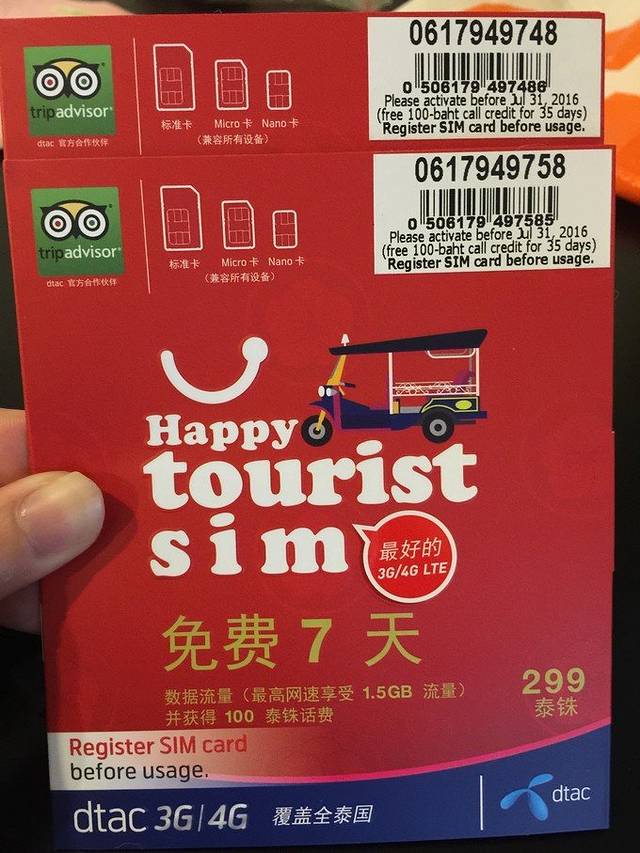 tripadvisor®
dtac 官方合作伙伴
标准卡 Micro 卡 Nano 卡
（兼容所有设备）
0617949748
0 506179 497486
Please activate before Jul 31, 2016
(free 100-baht call credit for 35 days)
Register SIM card before usage.
tripadvisor®
dtac 官方合作伙伴
标准卡 Micro 卡 Nano 卡
（兼容所有设备）
0617949758
0 506179 497585
Please activate before Jul 31, 2016
(free 100-baht call credit for 35 days)
Register SIM card before usage.
Happy
tourist
sim
最好的
3G/4G LTE
免费 7 天
数据流量（最高网速享受 1.5GB 流量）
并获得 100 泰铢话费
299
泰铢
Register SIM card
before usage.
dtac 3G|4G 覆盖全泰国
dtac